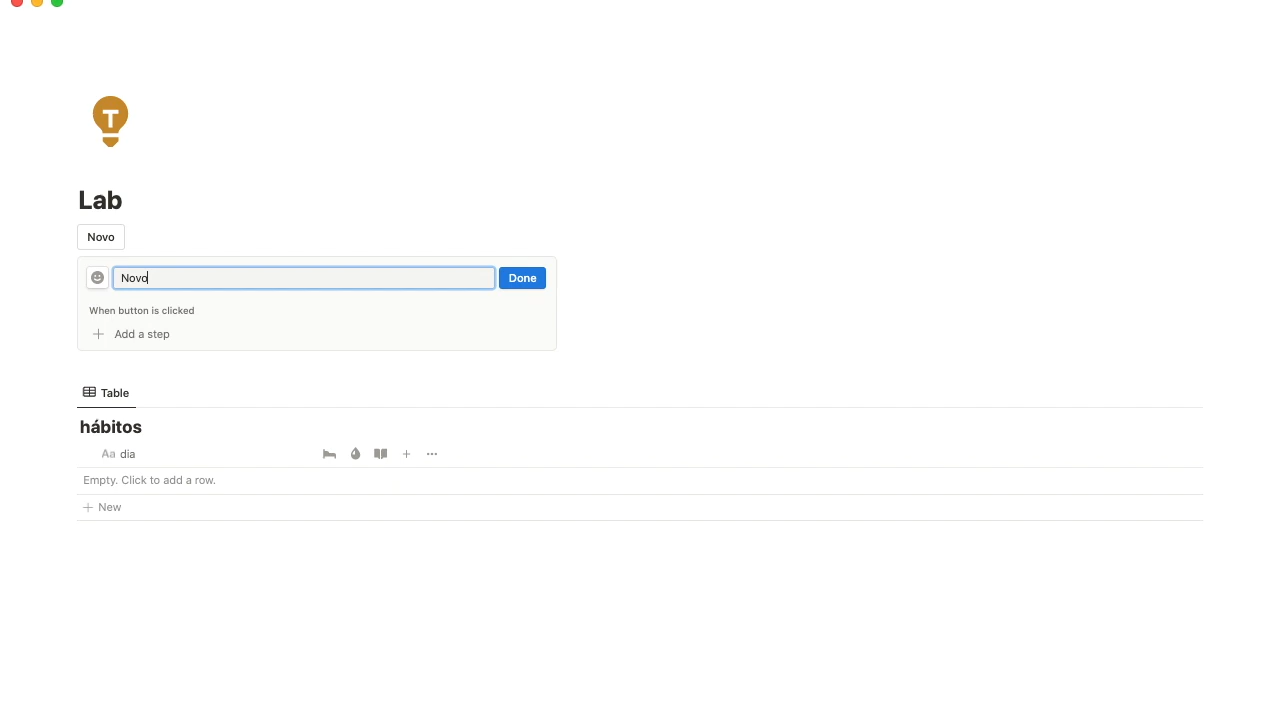 T
Lab
Novo
Novo
Done
When button is clicked
Add a step
Table
hábitos
Aa dia
Empty. Click to add a row.
New